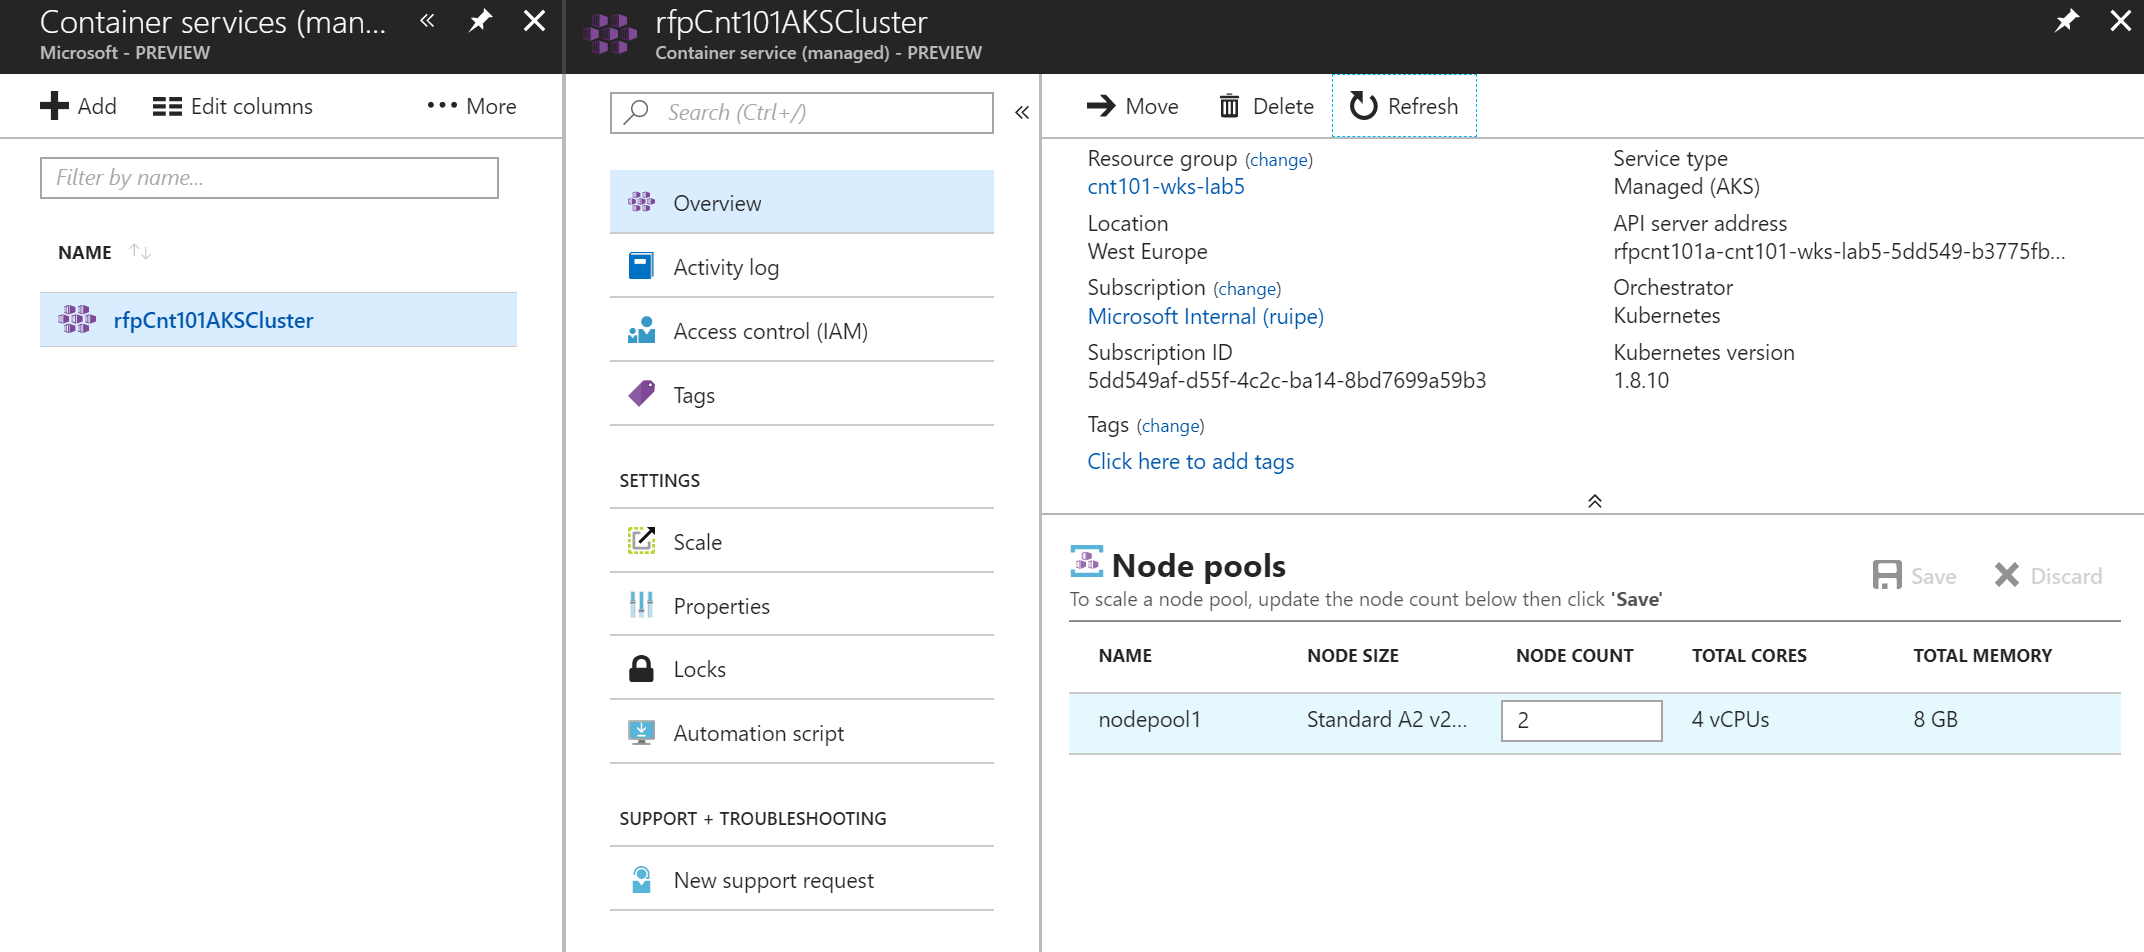 Container services (man...
Microsoft - PREVIEW
Add
Edit columns
More
Filter by name...
NAME
rfpCnt101AKSCluster
rfpCnt101AKSCluster
Container service (managed) - PREVIEW
Search (Ctrl+/)
Overview
Activity log
Access control (IAM)
Tags
SETTINGS
Scale
Properties
Locks
Automation script
SUPPORT + TROUBLESHOOTING
New support request
Move
Delete
Refresh
Resource group (change)
cnt101-wks-lab5
Location
West Europe
Subscription (change)
Microsoft Internal (ruipe)
Subscription ID
5dd549af-d55f-4c2c-ba14-8bd7699a59b3
Tags (change)
Click here to add tags
Service type
Managed (AKS)
API server address
rfpcnt101a-cnt101-wks-lab5-5dd549-b3775fb...
Orchestrator
Kubernetes
Kubernetes version
1.8.10
Node pools
To scale a node pool, update the node count below then click 'Save'
Save
Discard
NAME NODE SIZE NODE COUNT TOTAL CORES TOTAL MEMORY
nodepool1 Standard A2 v2... 2 4 vCPUs 8 GB